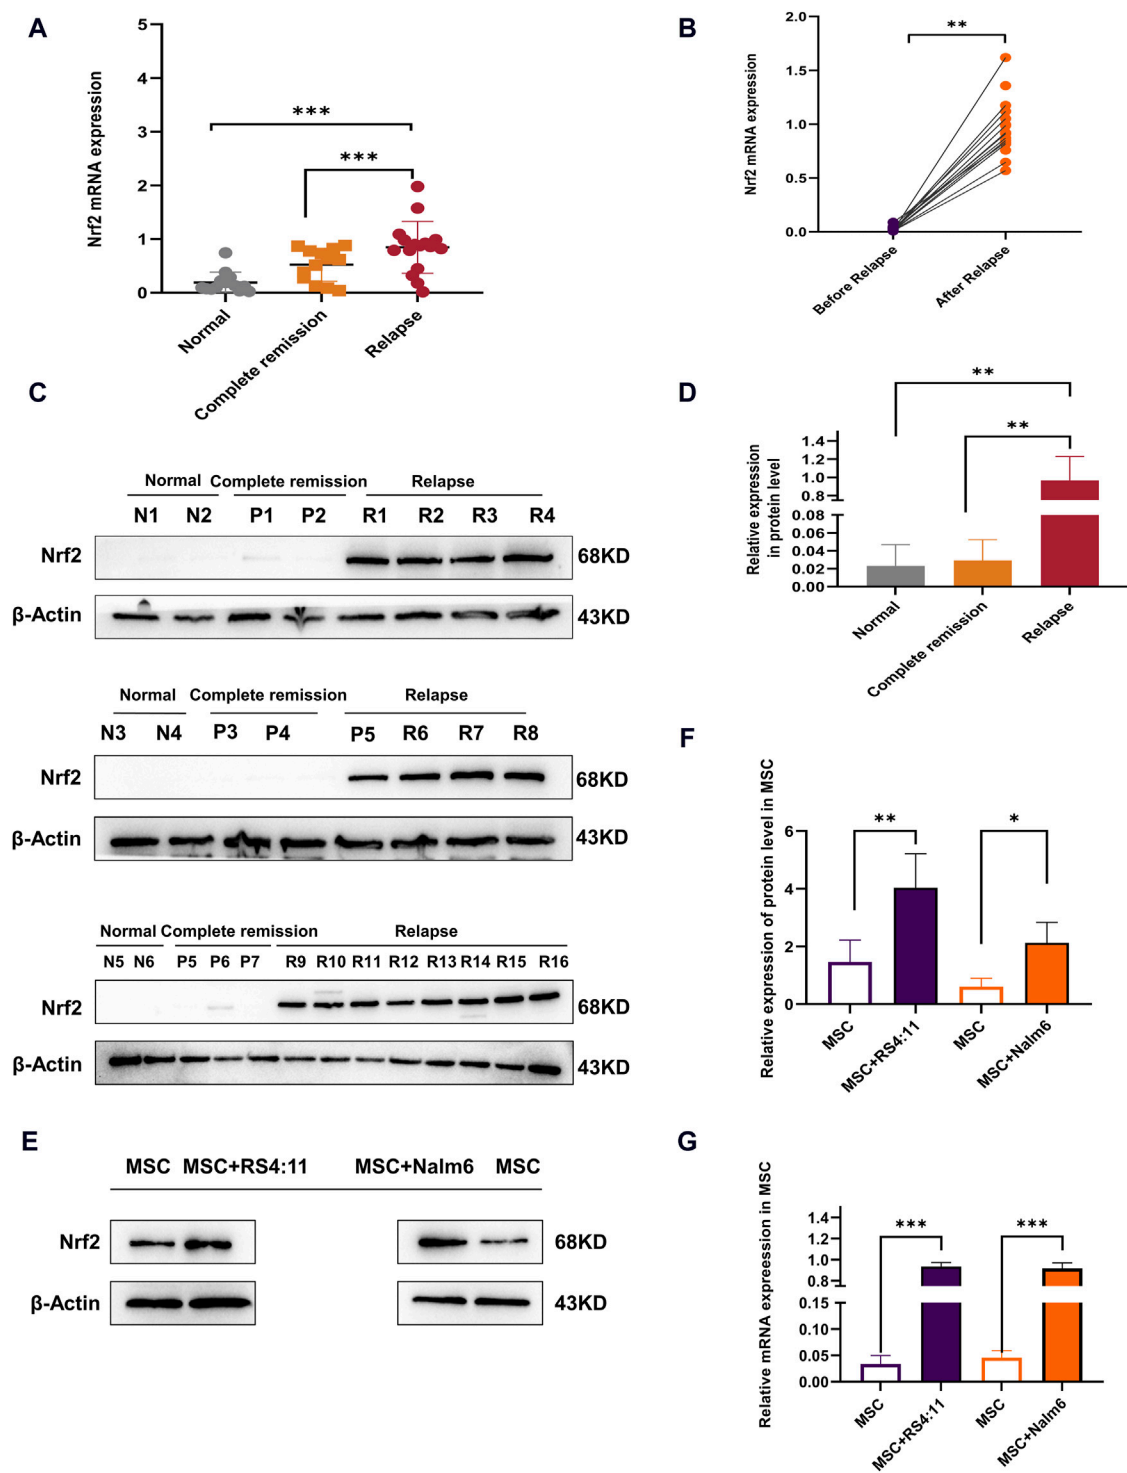 A
Nrf2 mRNA expression
5
4
3
2
1
0
***
***
Normal
Complete remission
Relapse
B
Nrf2 mRNA expression
2.0
1.5
1.0
0.5
0.0
**
Before Relapse
After Relapse
C
Normal Complete remission Relapse
N1 N2 P1 P2 R1 R2 R3 R4
Nrf2 68KD
β-Actin 43KD
Normal Complete remission Relapse
N3 N4 P3 P4 P5 R6 R7 R8
Nrf2 68KD
β-Actin 43KD
Normal Complete remission Relapse
N5 N6 P5 P6 P7 R9 R10 R11 R12 R13 R14 R15 R16
Nrf2 68KD
β-Actin 43KD
D
Relative expression
in protein level
1.4
1.2
1.0
0.8
0.08
0.06
0.04
0.02
0.00
**
**
Normal
Complete remission
Relapse
E
MSC MSC+RS4:11 MSC+Nalm6 MSC
Nrf2 68KD
β-Actin 43KD
F
Relative expression of protein level in MSC
6
4
2
0
**
*
MSC
MSC+RS4:11
MSC
MSC+Nalm6
G
Relative mRNA expreession in MSC
1.4
1.2
1.0
0.8
0.15
0.10
0.05
0.00
***
***
MSC
MSC+RS4:11
MSC
MSC+Nalm6